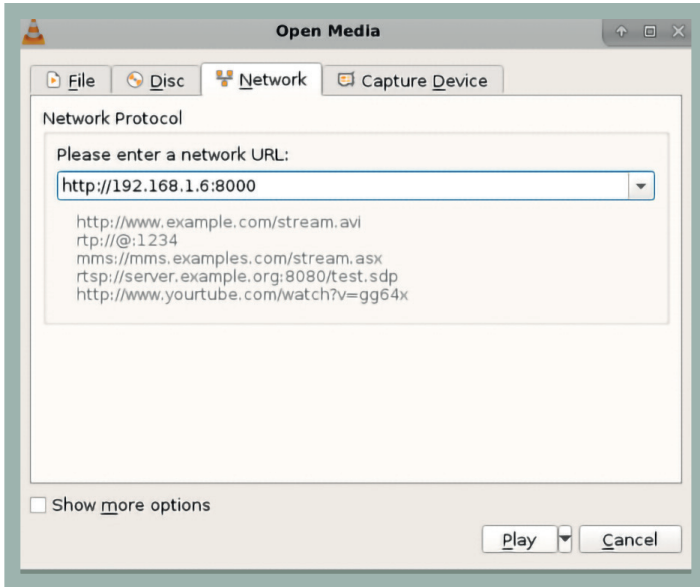 Open Media
File
Disc
Network
Capture Device
Network Protocol
Please enter a network URL:
http://192.168.1.6:8000
http://www.example.com/stream.avi
rtp://@:1234
mms://mms.examples.com/stream.asx
rtsp://server.example.org:8080/test.sdp
http://www.yourtube.com/watch?v=gg64x
Show more options
Play
Cancel